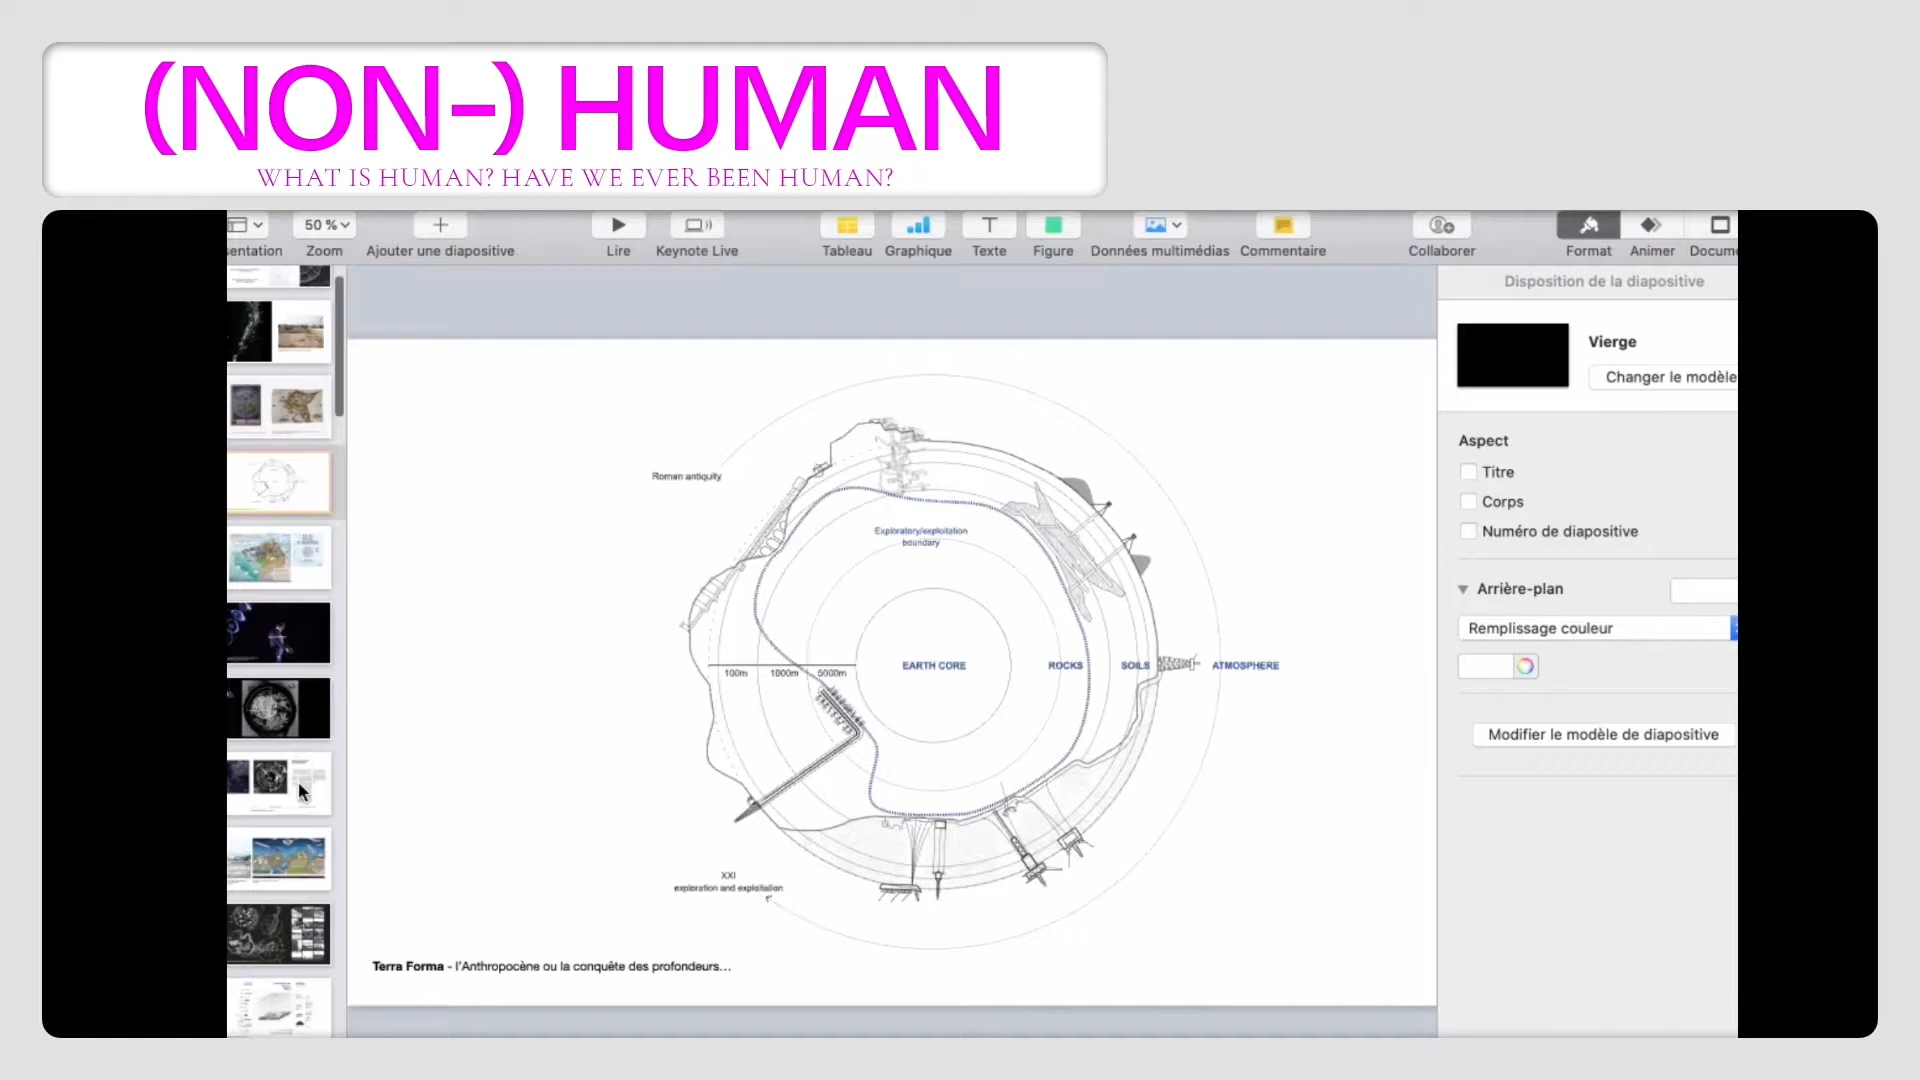 (NON-) HUMAN
WHAT IS HUMAN? HAVE WE EVER BEEN HUMAN?
50 %
sentation
Zoom
Ajouter une diapositive
Lire
Keynote Live
Tableau
Graphique
Texte
Figure
Données multimédias
Commentaire
Collaborer
Format
Animer
Docume
Disposition de la diapositive
Vierge
Changer le modèle
Aspect
Titre
Corps
Numéro de diapositive
Arrière-plan
Remplissage couleur
Modifier le modèle de diapositive
Roman antiquity
Exploratory/exploitation
boundary
EARTH CORE
ROCKS
SOILS
ATMOSPHERE
100m
1000m
5000m
XXI
exploration and exploitation
Terra Forma - l'Anthropocène ou la conquête des profondeurs...